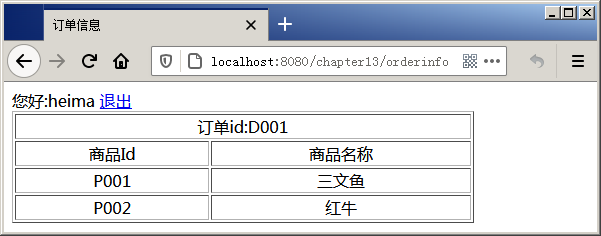 订单信息
localhost:8080/chapter13/orderinfo
您好:heima 退出
订单id:D001
商品Id 商品名称
P001 三文鱼
P002 红牛